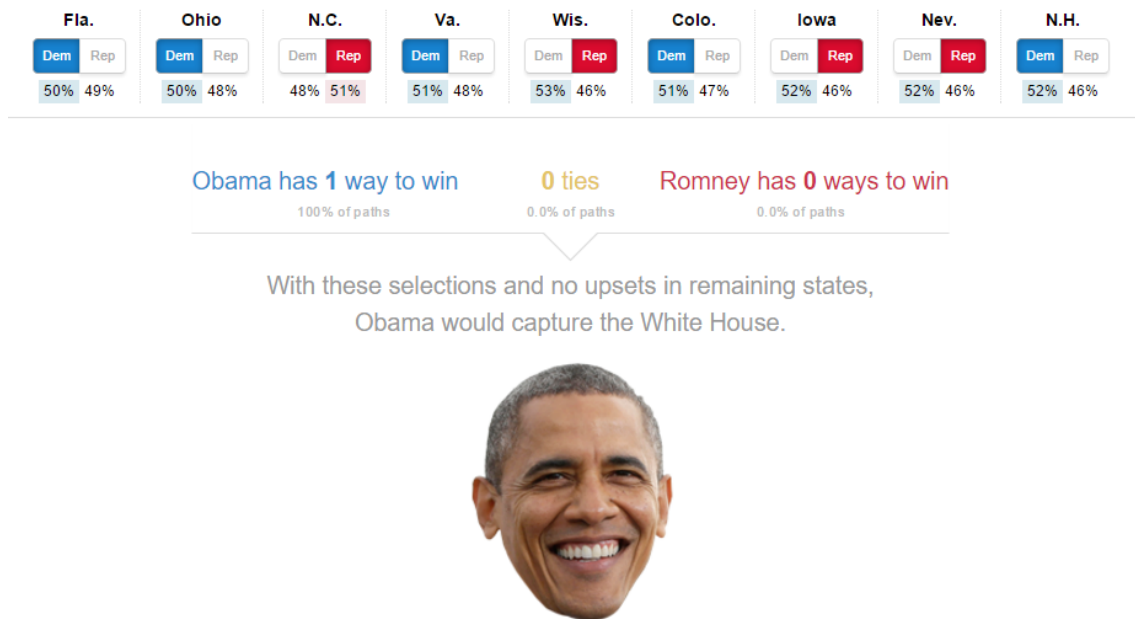 Fla. Ohio N.C. Va. Wis. Colo. Iowa Nev. N.H.
Dem Rep Dem Rep Dem Rep Dem Rep Dem Rep Dem Rep Dem Rep Dem Rep Dem Rep
50% 49% 50% 48% 48% 51% 51% 48% 53% 46% 51% 47% 52% 46% 52% 46% 52% 46%
Obama has 1 way to win 0 ties Romney has 0 ways to win
100% of paths 0.0% of paths 0.0% of paths
With these selections and no upsets in remaining states,
Obama would capture the White House.